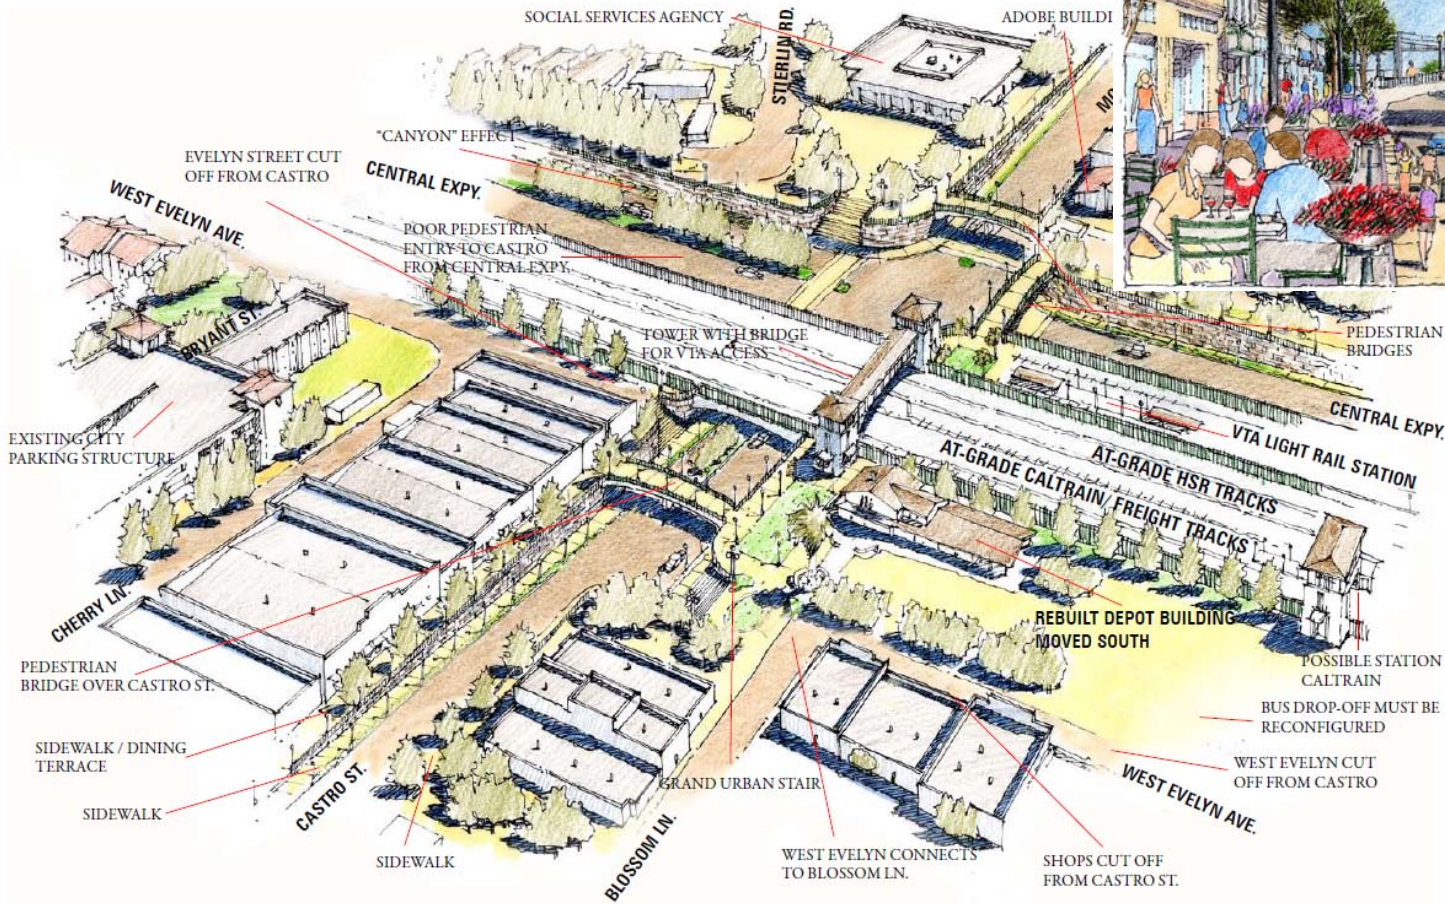 SOCIAL SERVICES AGENCY
STIERLIN RD.
ADOBE BUILDI
MO
"CANYON" EFFECT
EVELYN STREET CUT
OFF FROM CASTRO
CENTRAL EXPY.
WEST EVELYN AVE.
POOR PEDESTRIAN
ENTRY TO CASTRO
FROM CENTRAL EXPY.
BRYANT ST.
TOWER WITH BRIDGE
FOR VTA ACCESS
PEDESTRIAN
BRIDGES
CENTRAL EXPY.
VTA LIGHT RAIL STATION
AT-GRADE HSR TRACKS
AT-GRADE CALTRAIN/FREIGHT TRACKS
EXISTING CITY
PARKING STRUCTURE
CHERRY LN.
REBUILT DEPOT BUILDING
MOVED SOUTH
PEDESTRIAN
BRIDGE OVER CASTRO ST.
POSSIBLE STATION
CALTRAIN
BUS DROP-OFF MUST BE
RECONFIGURED
SIDEWALK / DINING
TERRACE
WEST EVELYN CUT
OFF FROM CASTRO
SIDEWALK
CASTRO ST.
GRAND URBAN STAIR
WEST EVELYN AVE.
SIDEWALK
BLOSSOM LN.
WEST EVELYN CONNECTS
TO BLOSSOM LN.
SHOPS CUT OFF
FROM CASTRO ST.